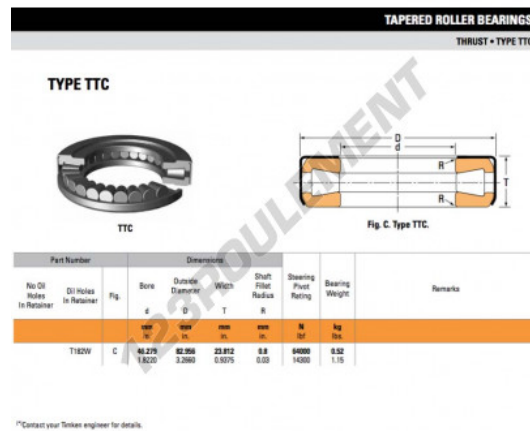 TAPERED ROLLER BEARINGS
THRUST • TYPE TTC
TYPE TTC
123ROULEMENT
D
d
R
T
R
TTC
Fig. C. Type TTC.
Part Number Dimensions
No Oil Holes In Retainer Oil Holes In Retainer Fig. Bore Outside Diammter Width Shaft Fillet Radius Steering Pivot Rating Bearing Weight Remarks
d D T R
mm mm mm mm N kg
in. in. in. in. lbf lbs.
T182W C 46.279 82.956 23.812 0.8 64000 0.52
1.8220 3.2660 0.9375 0.03 14300 1.15
(*)Contact your Timken engineer for details.